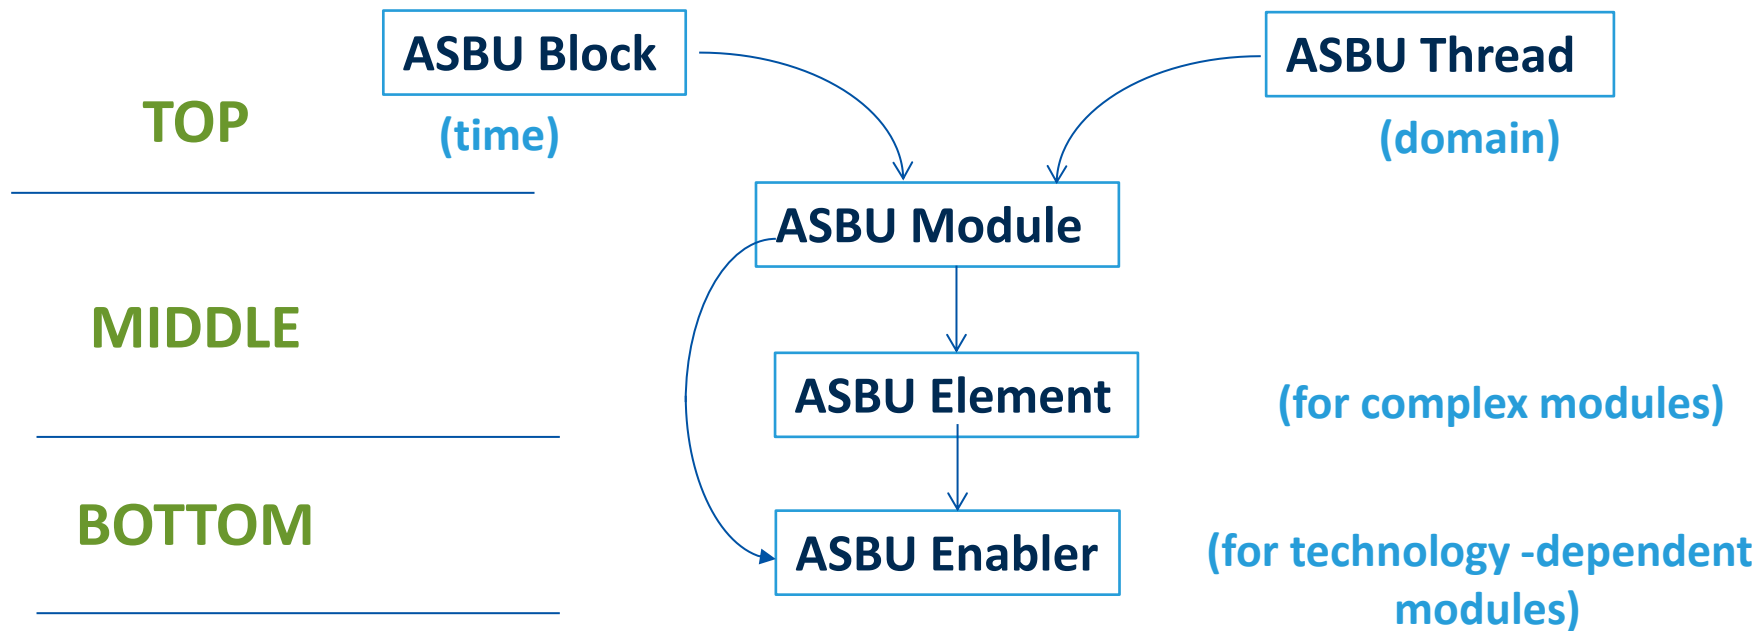 ASBU Block
ASBU Thread
TOP
(time)
(domain)
ASBU Module
MIDDLE
ASBU Element
(for complex modules)
BOTTOM
ASBU Enabler
(for technology -dependent
modules)